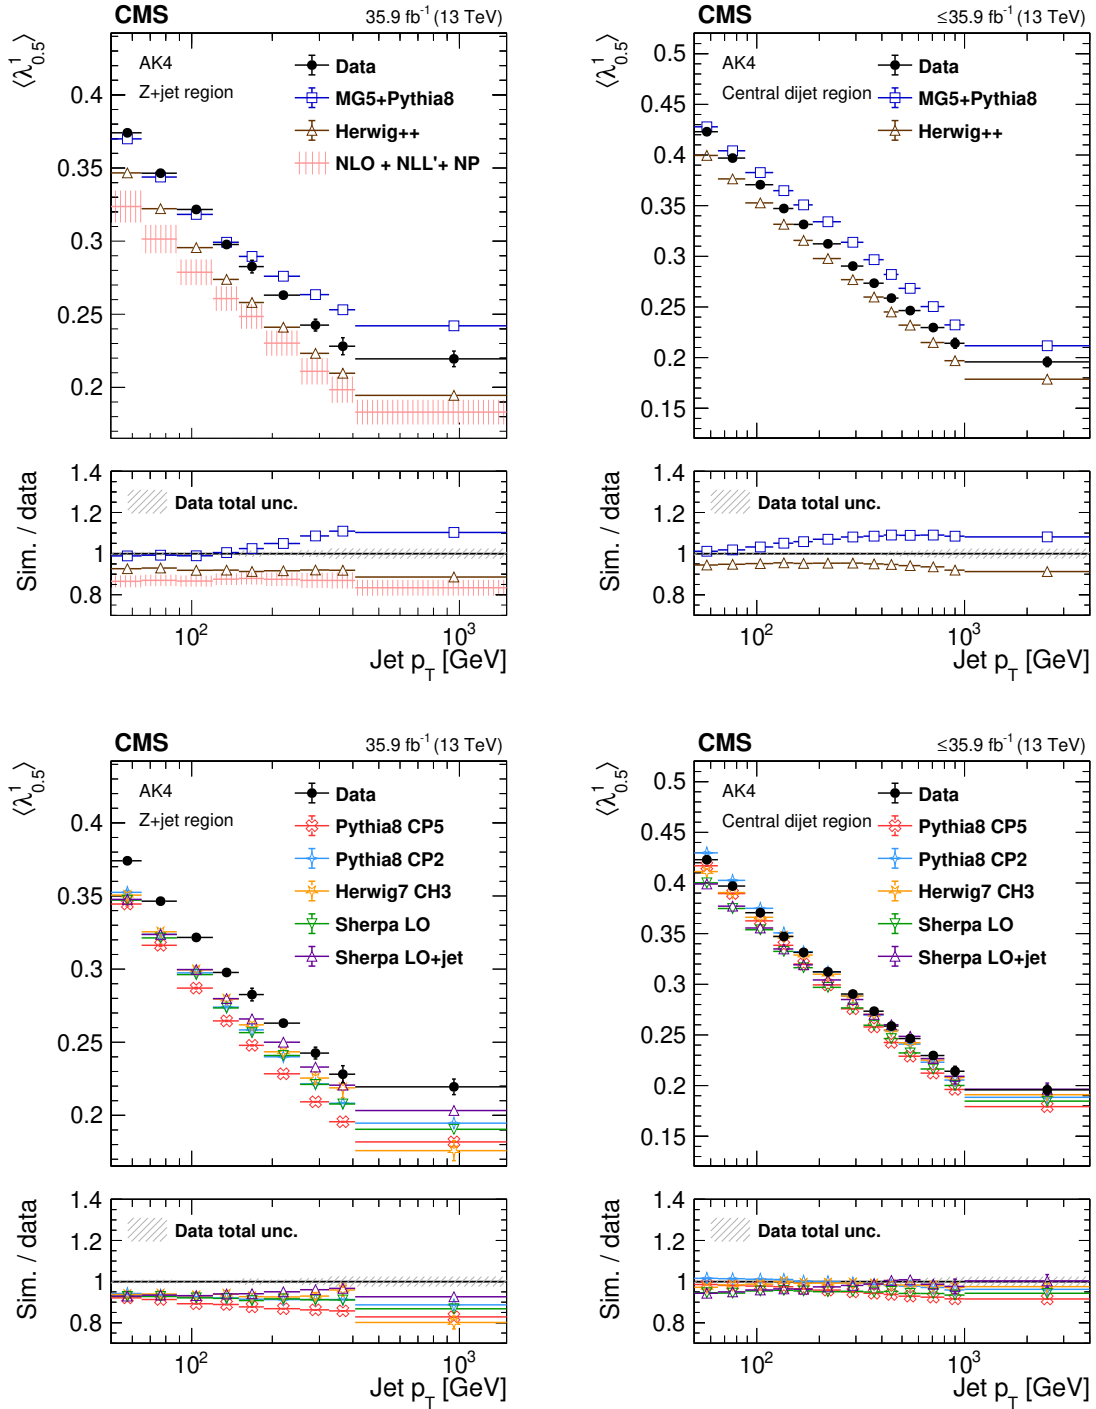 CMS 35.9 fb⁻¹ (13 TeV)
⟨λ¹₀.₅⟩
AK4
Z+jet region
Data
MG5+Pythia8
Herwig++
NLO + NLL'+ NP
0.4
0.35
0.3
0.25
0.2
Sim. / data
Data total unc.
1.4
1.2
1
0.8
10² 10³
Jet p_T [GeV]
CMS ≤35.9 fb⁻¹ (13 TeV)
⟨λ¹₀.₅⟩
AK4
Central dijet region
Data
MG5+Pythia8
Herwig++
0.5
0.45
0.4
0.35
0.3
0.25
0.2
0.15
Sim. / data
Data total unc.
1.4
1.2
1
0.8
10² 10³
Jet p_T [GeV]
CMS 35.9 fb⁻¹ (13 TeV)
⟨λ¹₀.₅⟩
AK4
Z+jet region
Data
Pythia8 CP5
Pythia8 CP2
Herwig7 CH3
Sherpa LO
Sherpa LO+jet
0.4
0.35
0.3
0.25
0.2
Sim. / data
Data total unc.
1.4
1.2
1
0.8
10² 10³
Jet p_T [GeV]
CMS ≤35.9 fb⁻¹ (13 TeV)
⟨λ¹₀.₅⟩
AK4
Central dijet region
Data
Pythia8 CP5
Pythia8 CP2
Herwig7 CH3
Sherpa LO
Sherpa LO+jet
0.5
0.45
0.4
0.35
0.3
0.25
0.2
0.15
Sim. / data
Data total unc.
1.4
1.2
1
0.8
10² 10³
Jet p_T [GeV]